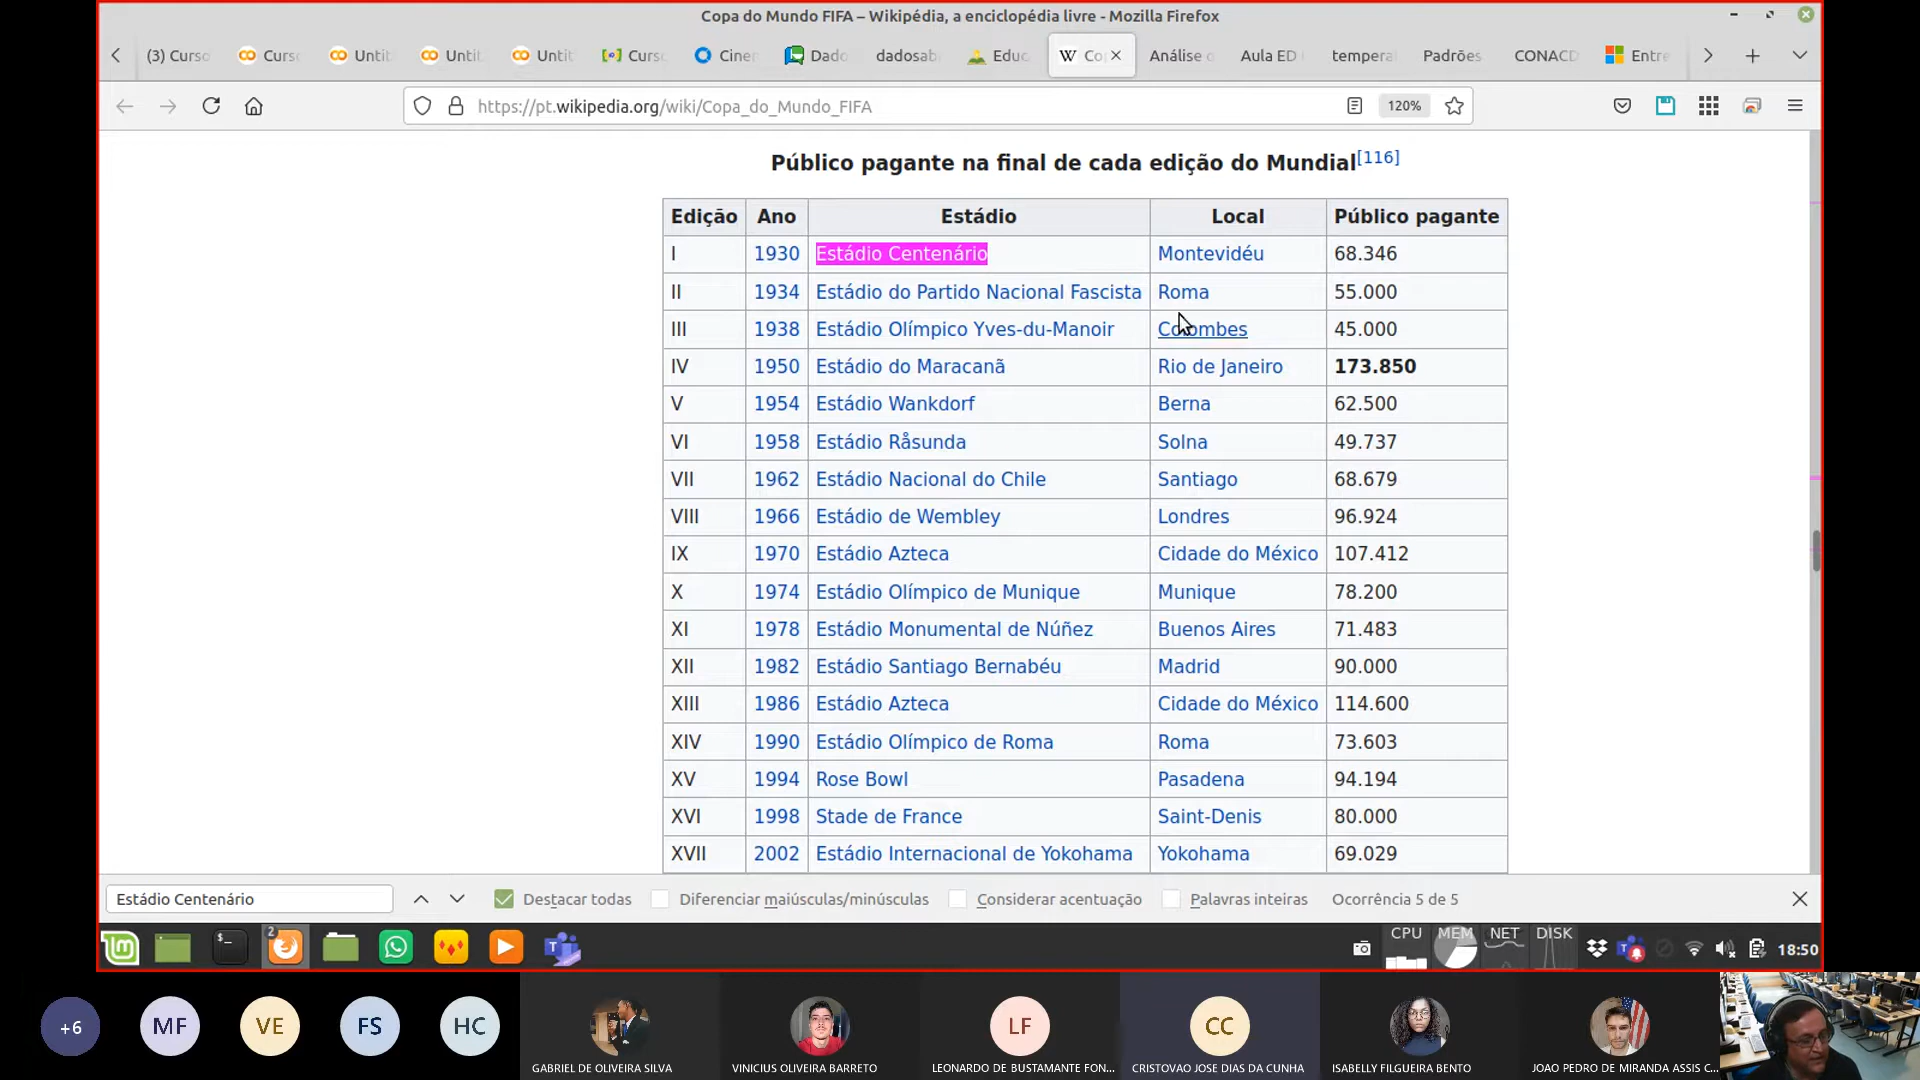 Copa do Mundo FIFA – Wikipédia, a enciclopédia livre - Mozilla Firefox
(3) Curso
Curso
Untit
Untit
Untit
Curso
Cine
Dado
dadosab
Educ
Co
Análise d
Aula ED
tempera
Padrões
CONACD
Entre
https://pt.wikipedia.org/wiki/Copa_do_Mundo_FIFA
120%
Público pagante na final de cada edição do Mundial[116]
Edição Ano Estádio Local Público pagante
I 1930 Estádio Centenário Montevidéu 68.346
II 1934 Estádio do Partido Nacional Fascista Roma 55.000
III 1938 Estádio Olímpico Yves-du-Manoir Colombes 45.000
IV 1950 Estádio do Maracanã Rio de Janeiro 173.850
V 1954 Estádio Wankdorf Berna 62.500
VI 1958 Estádio Råsunda Solna 49.737
VII 1962 Estádio Nacional do Chile Santiago 68.679
VIII 1966 Estádio de Wembley Londres 96.924
IX 1970 Estádio Azteca Cidade do México 107.412
X 1974 Estádio Olímpico de Munique Munique 78.200
XI 1978 Estádio Monumental de Núñez Buenos Aires 71.483
XII 1982 Estádio Santiago Bernabéu Madrid 90.000
XIII 1986 Estádio Azteca Cidade do México 114.600
XIV 1990 Estádio Olímpico de Roma Roma 73.603
XV 1994 Rose Bowl Pasadena 94.194
XVI 1998 Stade de France Saint-Denis 80.000
XVII 2002 Estádio Internacional de Yokohama Yokohama 69.029
Estádio Centenário
Destacar todas
Diferenciar maiúsculas/minúsculas
Considerar acentuação
Palavras inteiras
Ocorrência 5 de 5
2
CPU MEM NET DISK
18:50
+6
MF
VE
FS
HC
LF
CC
GABRIEL DE OLIVEIRA SILVA
VINICIUS OLIVEIRA BARRETO
LEONARDO DE BUSTAMANTE FON...
CRISTOVAO JOSE DIAS DA CUNHA
ISABELLY FILGUEIRA BENTO
JOAO PEDRO DE MIRANDA ASSIS C...